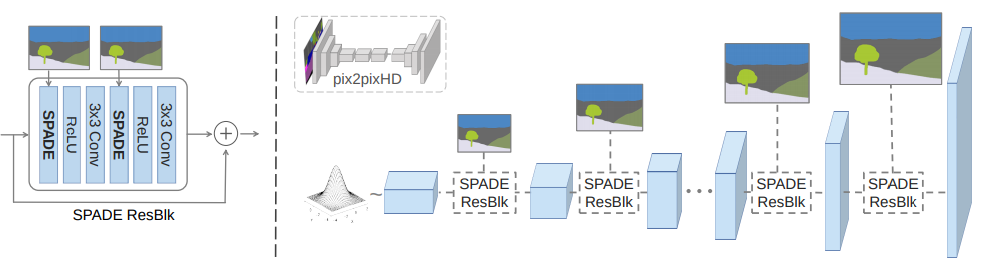 SPADE
ReLU
3x3 Conv
SPADE
ReLU
3x3 Conv
SPADE ResBlk
pix2pixHD
~
SPADE
ResBlk
SPADE
ResBlk
SPADE
ResBlk
SPADE
ResBlk